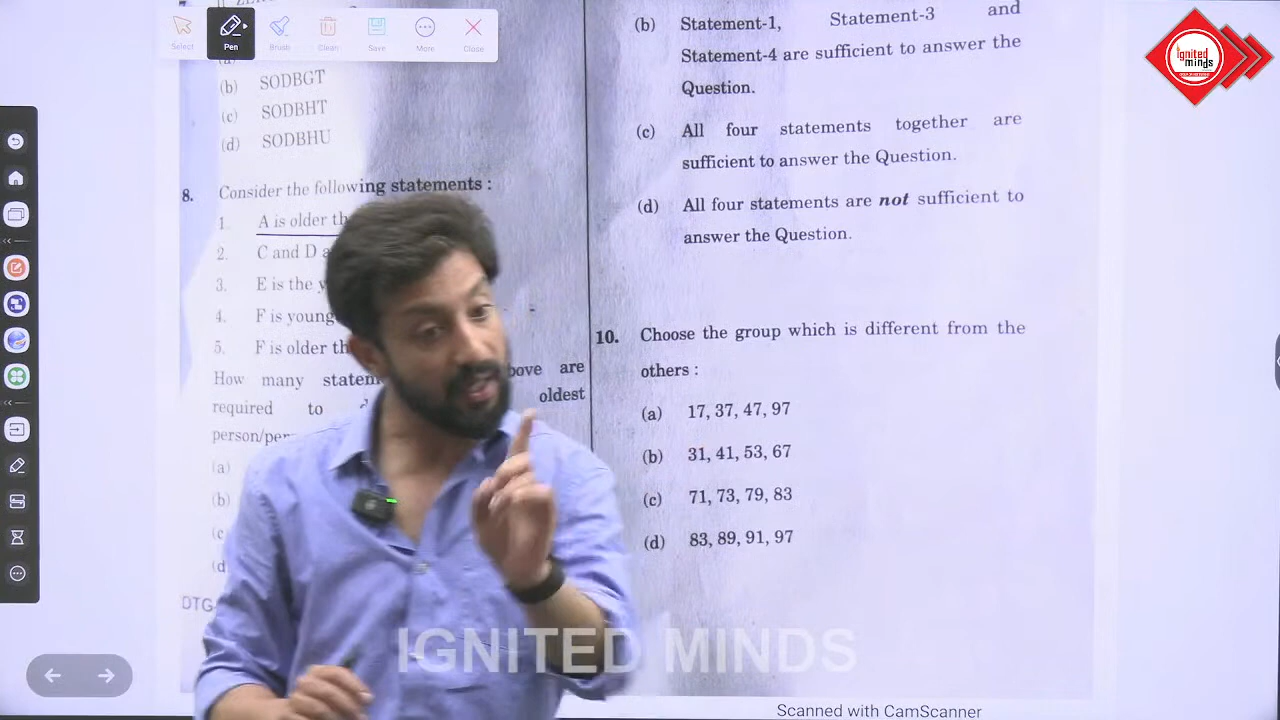 Select
Pen
Brush
Clean
Save
More
Close
(b) SODBGT
(c) SODBHT
(d) SODBHU
8. Consider the following statements :
1. A is older th
2. C and D a
3. E is the y
4. F is young
5. F is older th
How many statem bove are
required to oldest
person/per
(a)
(b)
(c
(d
DTG-
(b) Statement-1, Statement-3 and
Statement-4 are sufficient to answer the
Question.
(c) All four statements together are
sufficient to answer the Question.
(d) All four statements are not sufficient to
answer the Question.
10. Choose the group which is different from the
others :
(a) 17, 37, 47, 97
(b) 31, 41, 53, 67
(c) 71, 73, 79, 83
(d) 83, 89, 91, 97
ignited
minds
IGNITED MINDS
Scanned with CamScanner